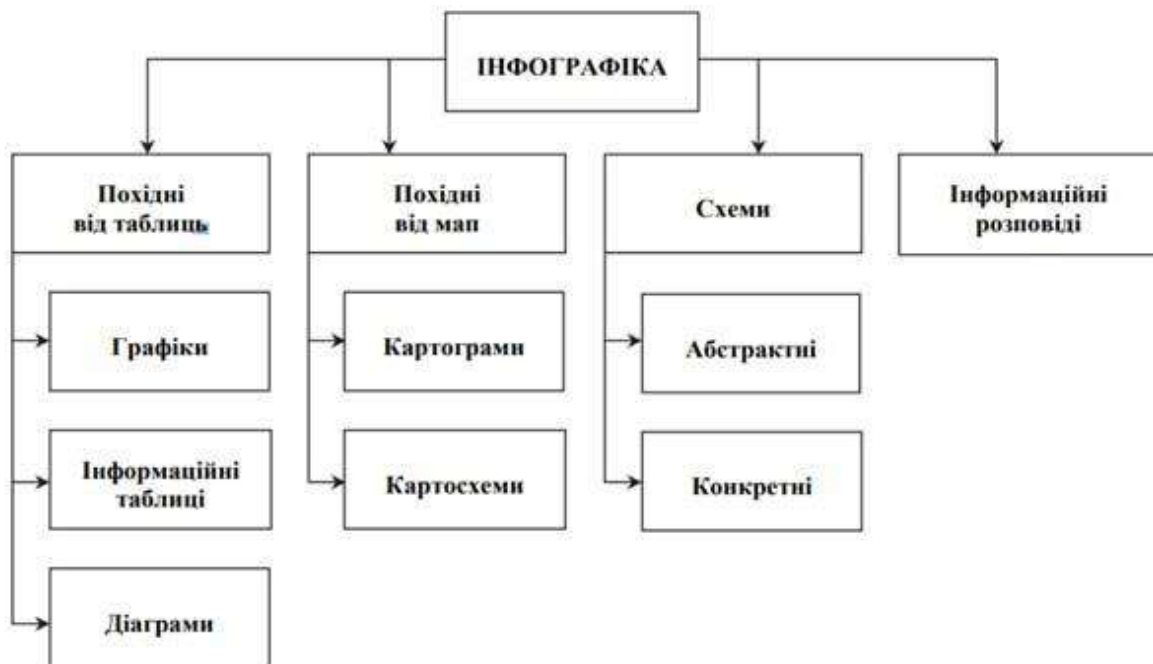 ІНФОГРАФІКА
Похідні
від таблиць
Похідні
від мап
Схеми
Інформаційні
розповіді
Графіки
Картограми
Абстрактні
Інформаційні
таблиці
Картосхеми
Конкретні
Діаграми